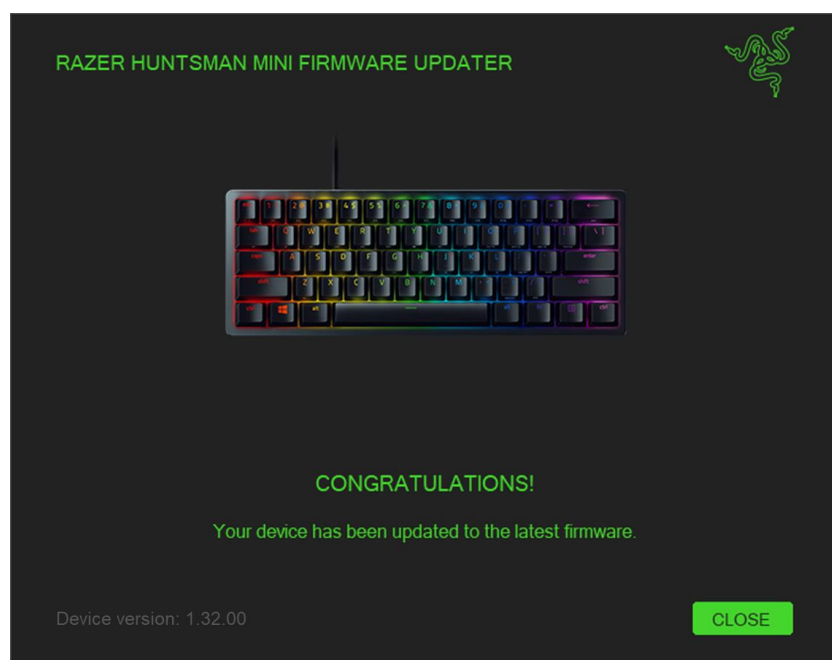 RAZER HUNTSMAN MINI FIRMWARE UPDATER
CONGRATULATIONS!
Your device has been updated to the latest firmware.
Device version: 1.32.00
CLOSE